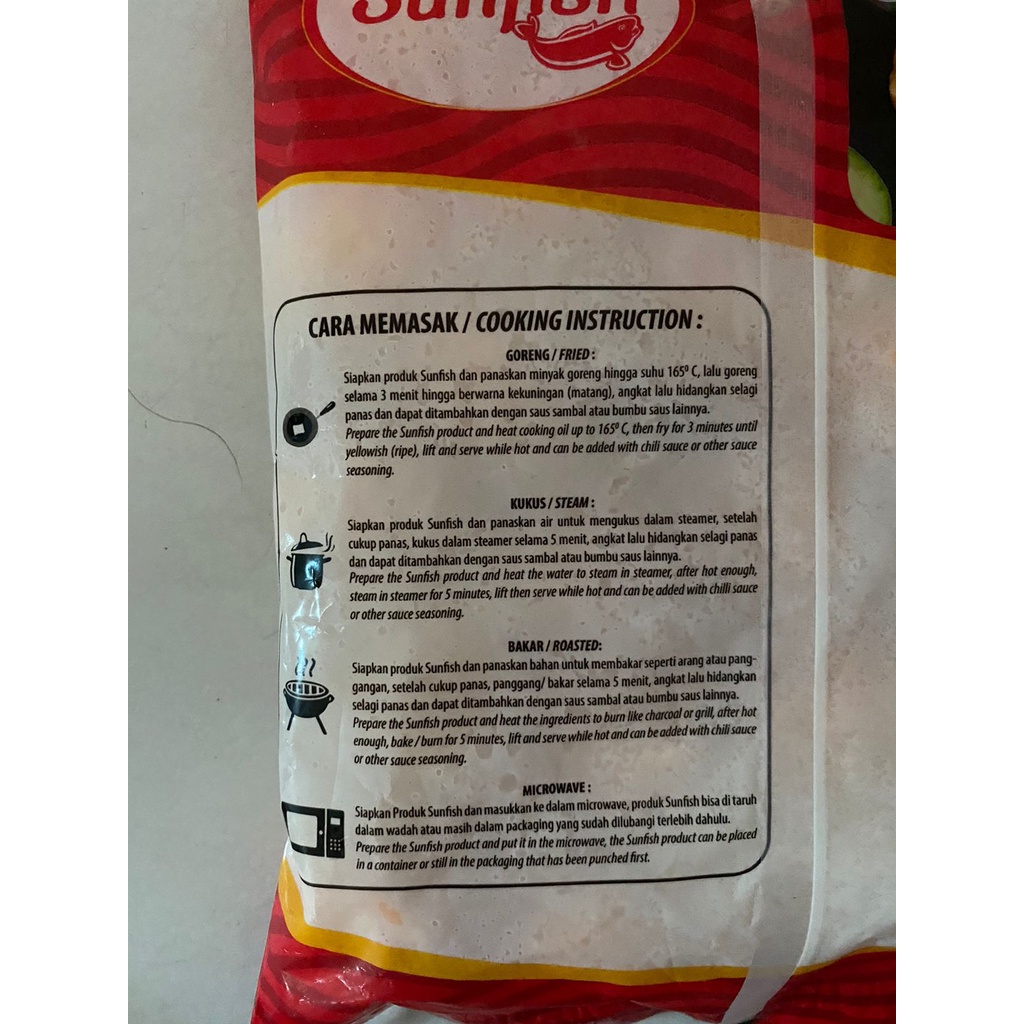 Sunfish
CARA MEMASAK / COOKING INSTRUCTION :
GORENG / FRIED :
Siapkan produk Sunfish dan panaskan minyak goreng hingga suhu 165⁰ C, lalu goreng
selama 3 menit hingga berwarna kekuningan (matang), angkat lalu hidangkan selagi
panas dan dapat ditambahkan dengan saus sambal atau bumbu saus lainnya.
Prepare the Sunfish product and heat cooking oil up to 165⁰ C, then fry for 3 minutes until
yellowish (ripe), lift and serve while hot and can be added with chili sauce or other sauce
seasoning.
KUKUS / STEAM :
Siapkan produk Sunfish dan panaskan air untuk mengukus dalam steamer, setelah
cukup panas, kukus dalam steamer selama 5 menit, angkat lalu hidangkan selagi panas
dan dapat ditambahkan dengan saus sambal atau bumbu saus lainnya.
Prepare the Sunfish product and heat the water to steam in steamer, after hot enough,
steam in steamer for 5 minutes, lift then serve while hot and can be added with chilli sauce
or other sauce seasoning.
BAKAR / ROASTED:
Siapkan produk Sunfish dan panaskan bahan untuk membakar seperti arang atau pang-
gangan, setelah cukup panas, panggang/ bakar selama 5 menit, angkat lalu hidangkan
selagi panas dan dapat ditambahkan dengan saus sambal atau bumbu saus lainnya.
Prepare the Sunfish product and heat the ingredients to burn like charcoal or grill, after hot
enough, bake / burn for 5 minutes, lift and serve while hot and can be added with chili sauce
or other sauce seasoning.
MICROWAVE :
Siapkan Produk Sunfish dan masukkan ke dalam microwave, produk Sunfish bisa di taruh
dalam wadah atau masih dalam packaging yang sudah dilubangi terlebih dahulu.
Prepare the Sunfish product and put it in the microwave, the Sunfish product can be placed
in a container or still in the packaging that has been punched first.